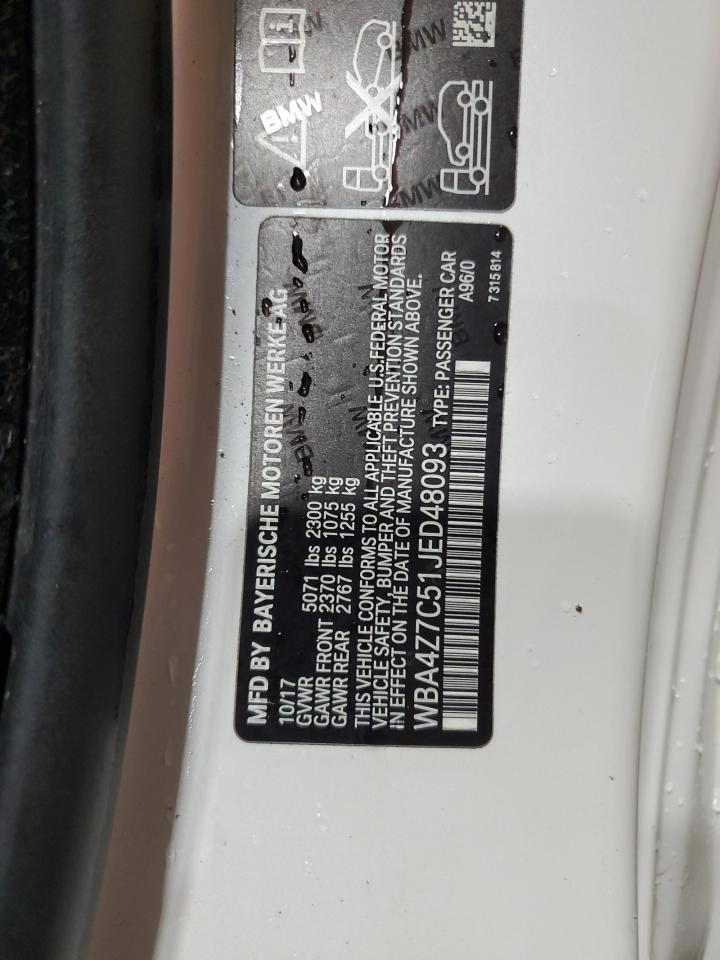 BMW
MFD BY BAYERISCHE MOTOREN WERKE AG
10/17
GVWR 5071 lbs 2300 kg
GAWR FRONT 2370 lbs 1075 kg
GAWR REAR 2767 lbs 1255 kg
THIS VEHICLE CONFORMS TO ALL APPLICABLE U.S.FEDERAL MOTOR
VEHICLE SAFETY, BUMPER AND THEFT PREVENTION STANDARDS
IN EFFECT ON THE DATE OF MANUFACTURE SHOWN ABOVE.
WBA4Z7C51JED48093 TYPE: PASSENGER CAR
A96/0
7 315 814